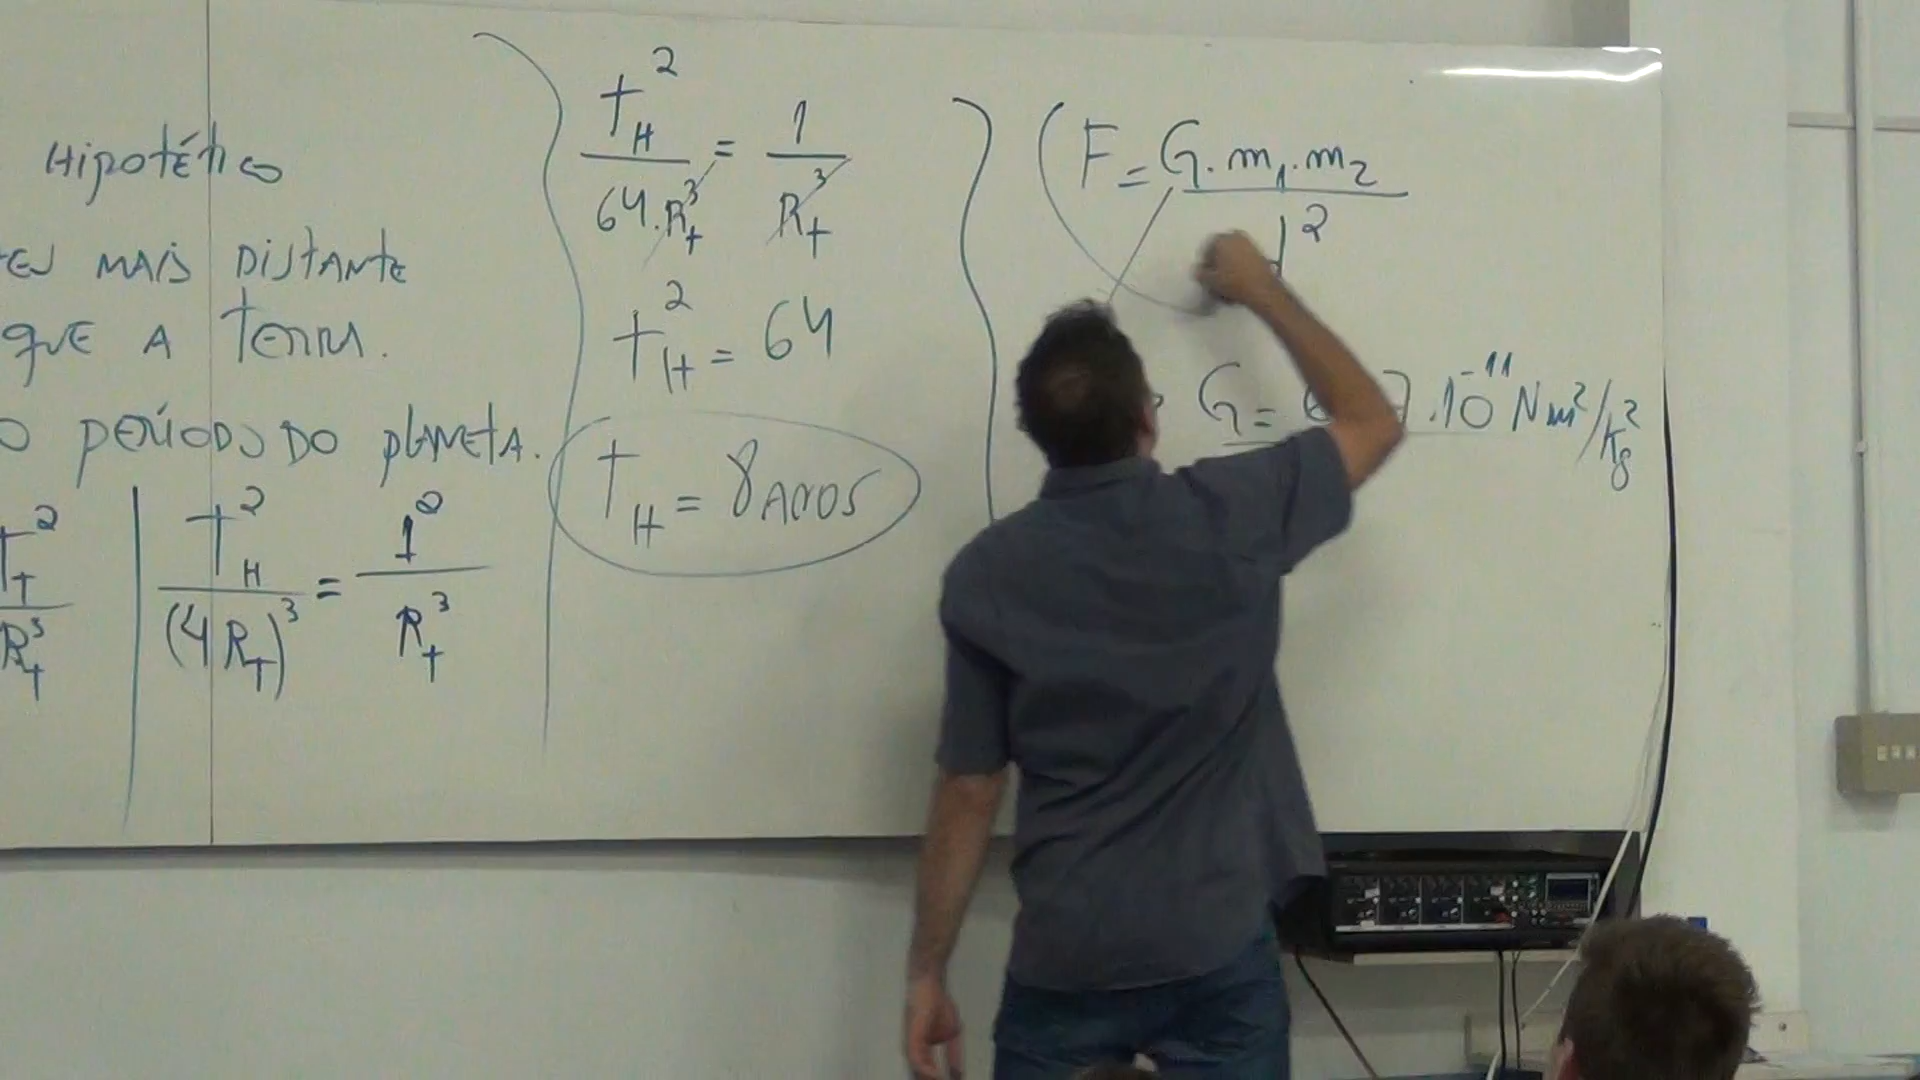 Hipotético
MAIS DISTANTE
QUE A TERRA.
O PERÍODO DO PLANETA.
T_T^2
R_T^3
T_H^2 / (4R_T)^3 = 1^2 / R_T^3
T_H^2 / 64.R_T^3 = 1 / R_T^3
T_H^2 = 64
T_H = 8 ANOS
F = G.m1.m2 / d^2
G = 6,7 .10^-11 Nm^2/kg^2